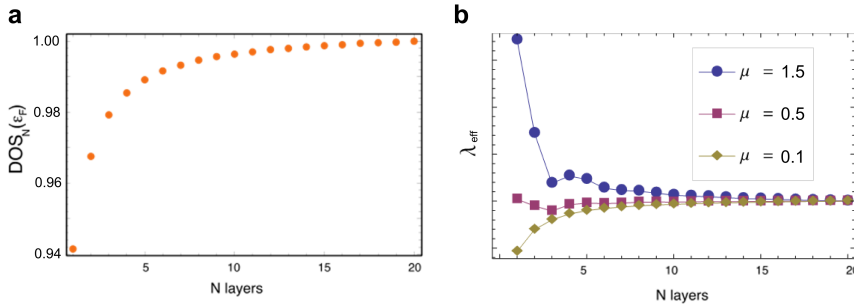 a
1.00
0.98
0.96
0.94
DOS_N(ε_F)
5
10
15
20
N layers
b
λ_eff
μ = 1.5
μ = 0.5
μ = 0.1
5
10
15
20
N layers